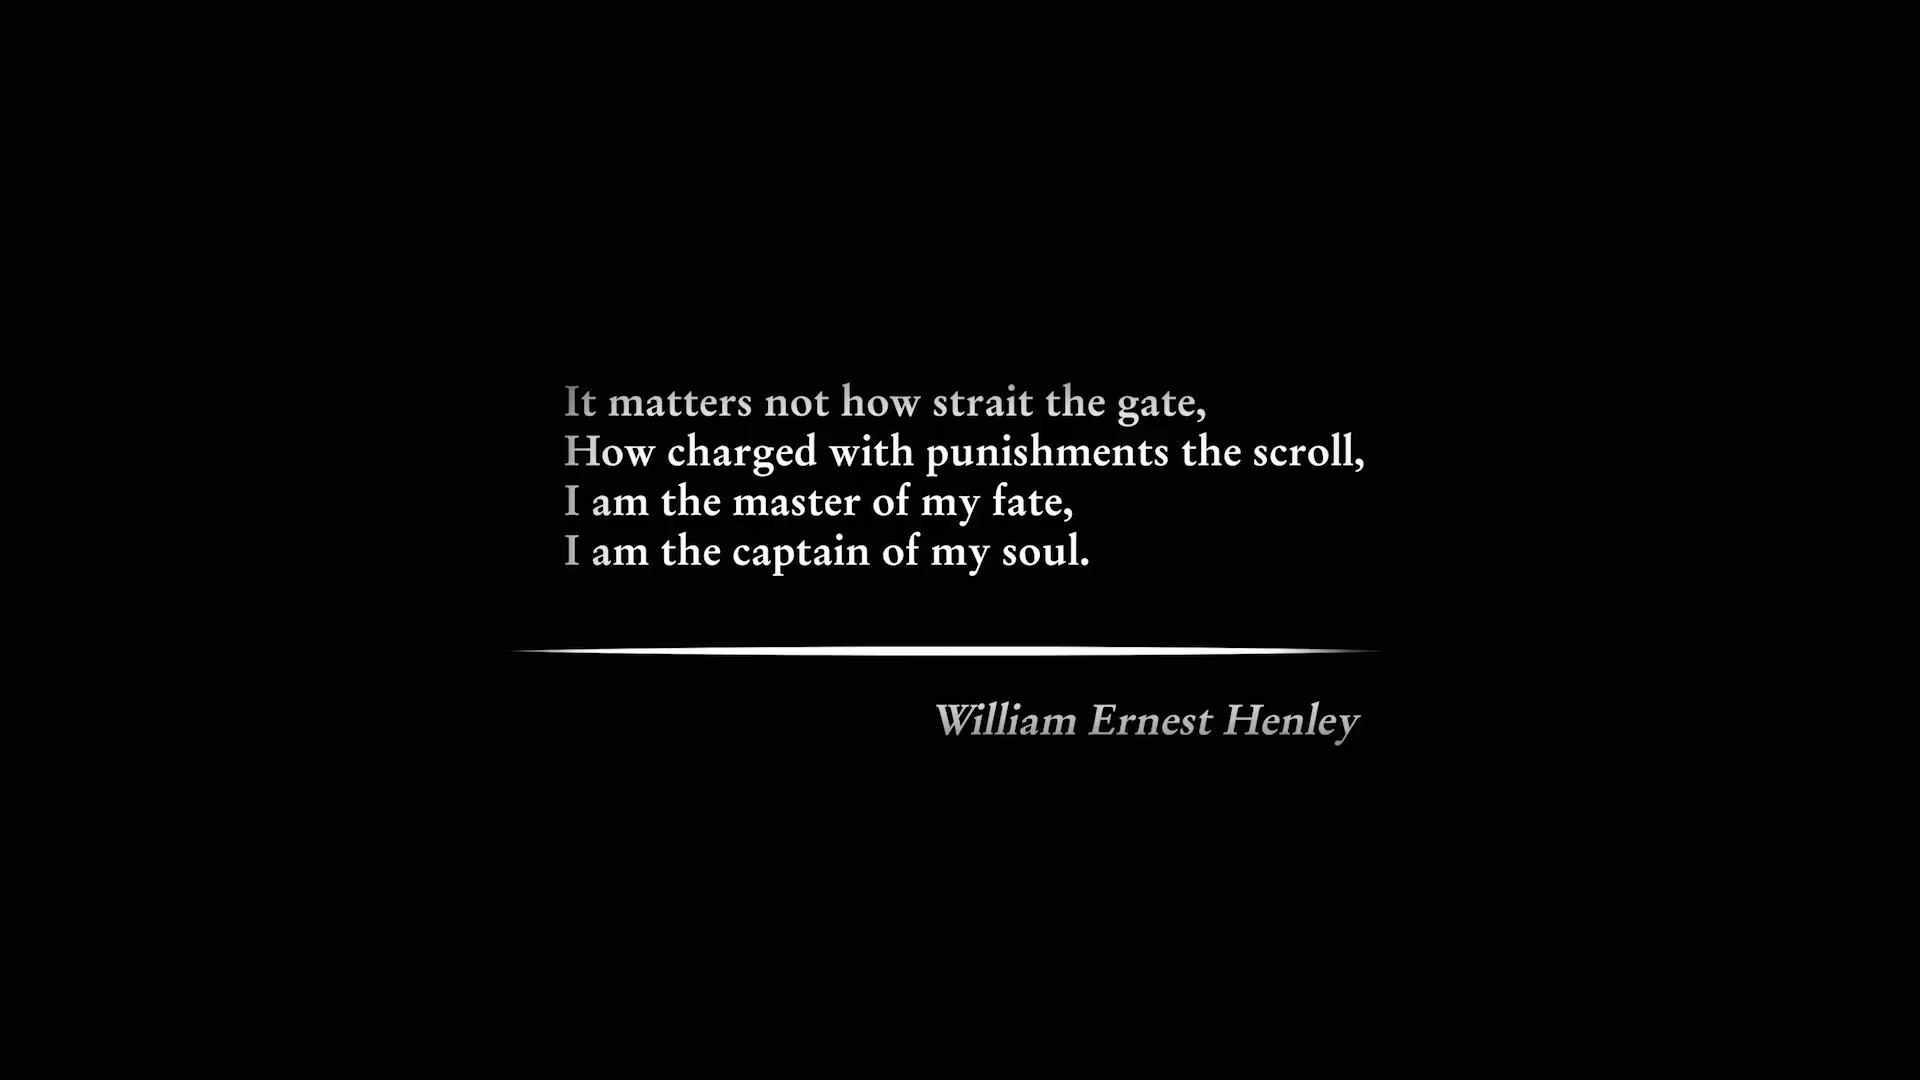 It matters not how strait the gate,
How charged with punishments the scroll,
I am the master of my fate,
I am the captain of my soul.
William Ernest Henley